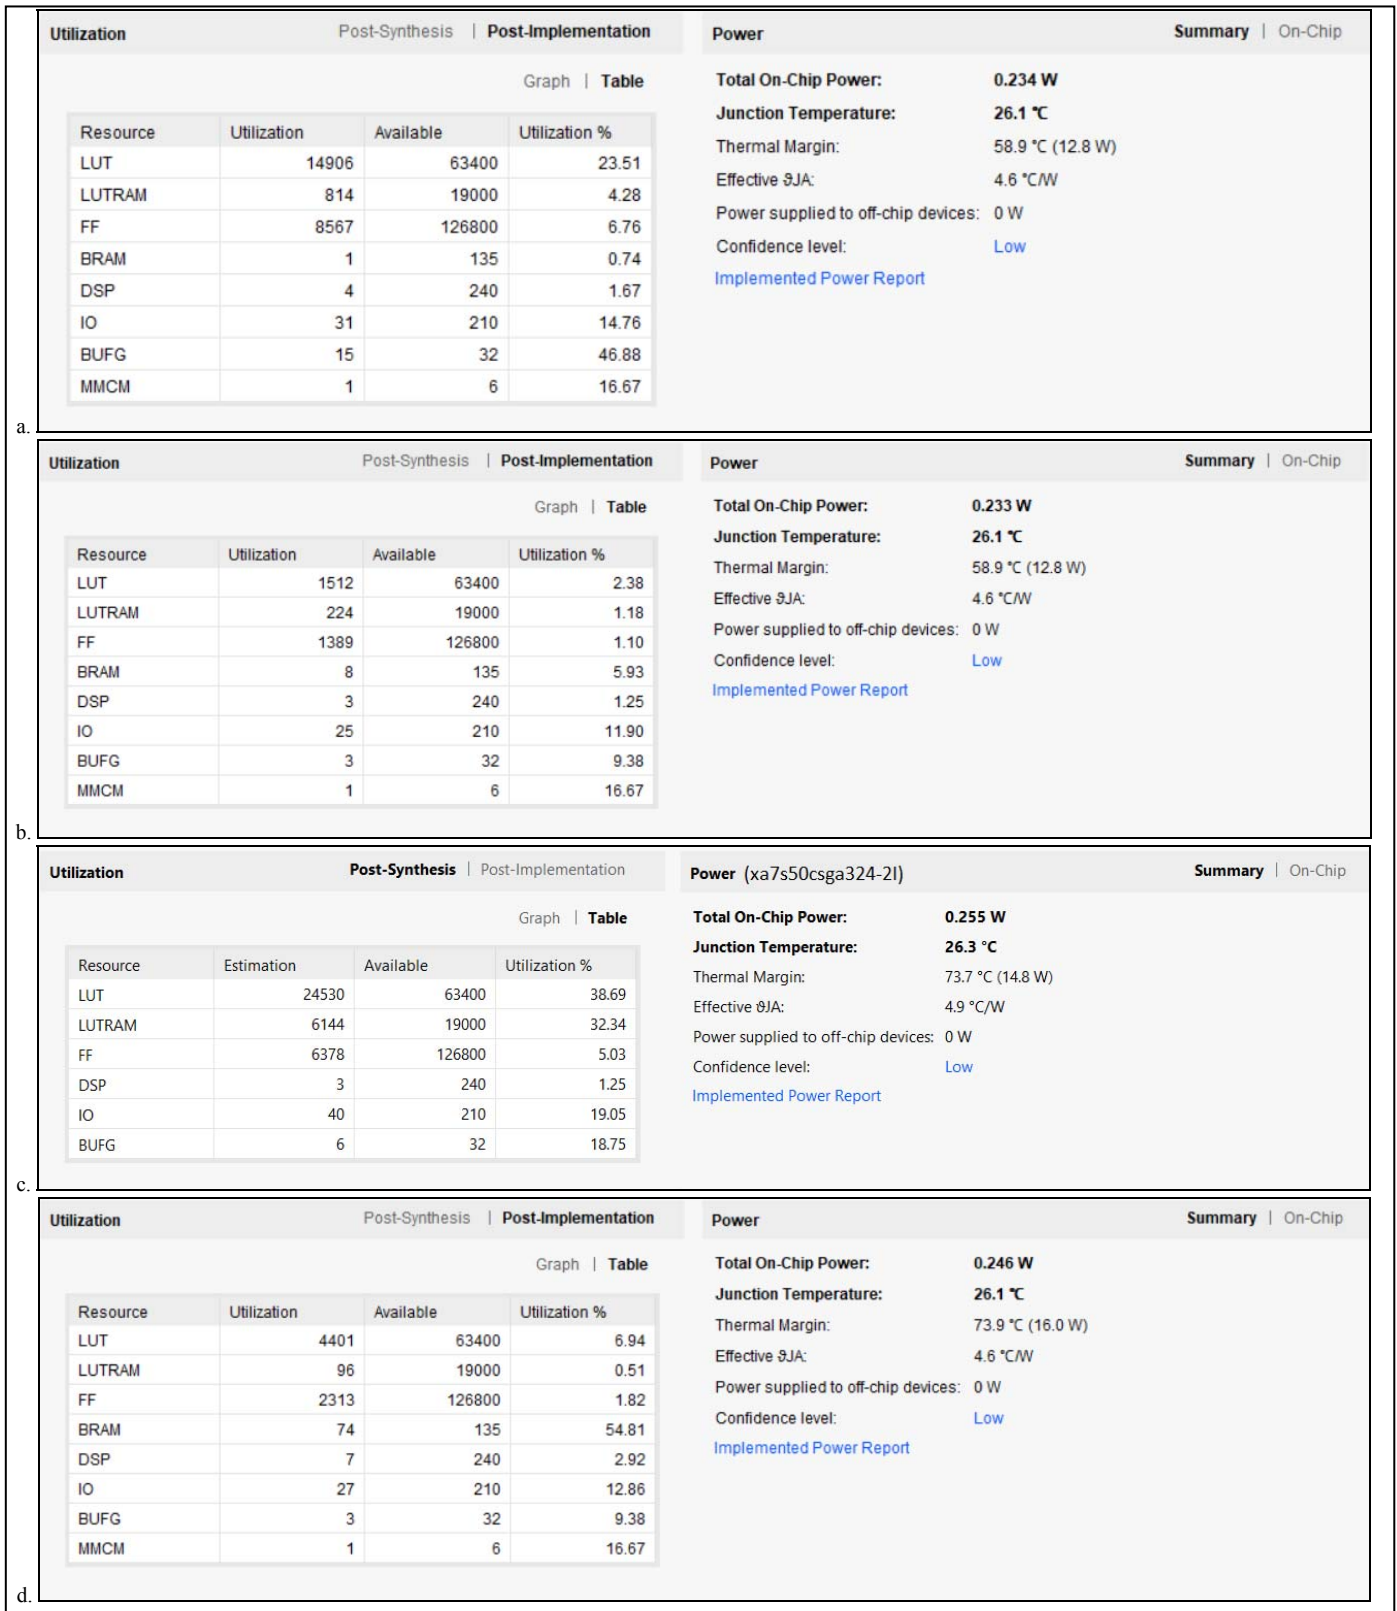 Utilization Post-Synthesis | Post-Implementation
Graph | Table
Resource Utilization Available Utilization %
LUT 14906 63400 23.51
LUTRAM 814 19000 4.28
FF 8567 126800 6.76
BRAM 1 135 0.74
DSP 4 240 1.67
IO 31 210 14.76
BUFG 15 32 46.88
MMCM 1 6 16.67
Power Summary | On-Chip
Total On-Chip Power: 0.234 W
Junction Temperature: 26.1 °C
Thermal Margin: 58.9 °C (12.8 W)
Effective ϑJA: 4.6 °C/W
Power supplied to off-chip devices: 0 W
Confidence level: Low
Implemented Power Report
a.
Utilization Post-Synthesis | Post-Implementation
Graph | Table
Resource Utilization Available Utilization %
LUT 1512 63400 2.38
LUTRAM 224 19000 1.18
FF 1389 126800 1.10
BRAM 8 135 5.93
DSP 3 240 1.25
IO 25 210 11.90
BUFG 3 32 9.38
MMCM 1 6 16.67
Power Summary | On-Chip
Total On-Chip Power: 0.233 W
Junction Temperature: 26.1 °C
Thermal Margin: 58.9 °C (12.8 W)
Effective ϑJA: 4.6 °C/W
Power supplied to off-chip devices: 0 W
Confidence level: Low
Implemented Power Report
b.
Utilization Post-Synthesis | Post-Implementation
Graph | Table
Resource Estimation Available Utilization %
LUT 24530 63400 38.69
LUTRAM 6144 19000 32.34
FF 6378 126800 5.03
DSP 3 240 1.25
IO 40 210 19.05
BUFG 6 32 18.75
Power (xa7s50csga324-2I) Summary | On-Chip
Total On-Chip Power: 0.255 W
Junction Temperature: 26.3 °C
Thermal Margin: 73.7 °C (14.8 W)
Effective ϑJA: 4.9 °C/W
Power supplied to off-chip devices: 0 W
Confidence level: Low
Implemented Power Report
c.
Utilization Post-Synthesis | Post-Implementation
Graph | Table
Resource Utilization Available Utilization %
LUT 4401 63400 6.94
LUTRAM 96 19000 0.51
FF 2313 126800 1.82
BRAM 74 135 54.81
DSP 7 240 2.92
IO 27 210 12.86
BUFG 3 32 9.38
MMCM 1 6 16.67
Power Summary | On-Chip
Total On-Chip Power: 0.246 W
Junction Temperature: 26.1 °C
Thermal Margin: 73.9 °C (16.0 W)
Effective ϑJA: 4.6 °C/W
Power supplied to off-chip devices: 0 W
Confidence level: Low
Implemented Power Report
d.